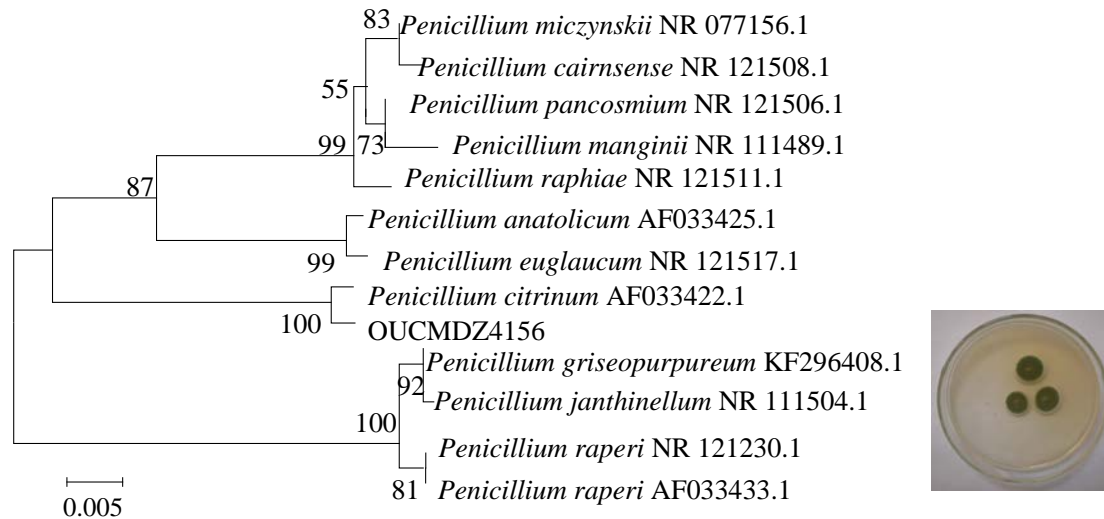 83
Penicillium miczynskii NR 077156.1
Penicillium cairnsense NR 121508.1
55
Penicillium pancosmium NR 121506.1
99
73
Penicillium manginii NR 111489.1
87
Penicillium raphiae NR 121511.1
Penicillium anatolicum AF033425.1
99
Penicillium euglaucum NR 121517.1
Penicillium citrinum AF033422.1
100
OUCMDZ4156
Penicillium griseopurpureum KF296408.1
92
Penicillium janthinellum NR 111504.1
100
Penicillium raperi NR 121230.1
81
Penicillium raperi AF033433.1
0.005